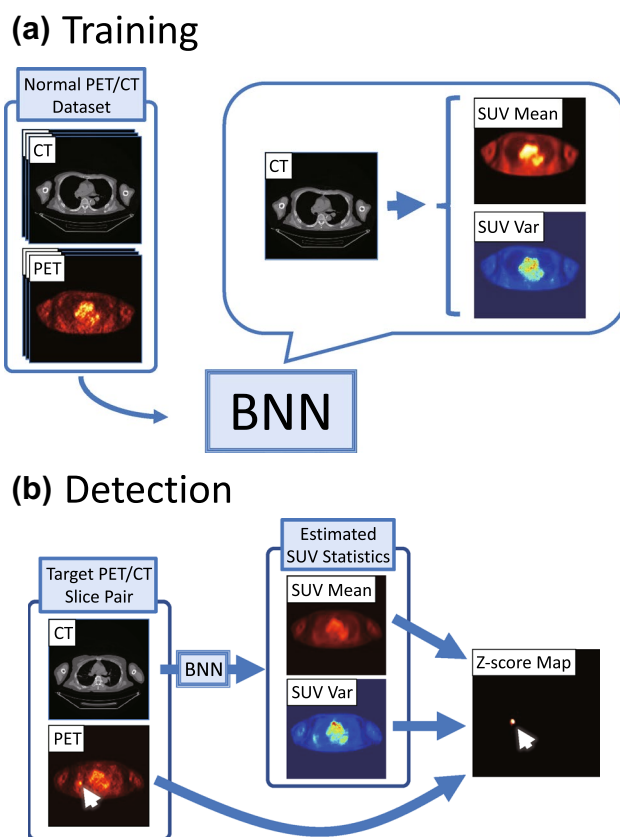 (a) Training
Normal PET/CT
Dataset
CT
PET
CT
SUV Mean
SUV Var
BNN
(b) Detection
Target PET/CT
Slice Pair
CT
PET
BNN
Estimated
SUV Statistics
SUV Mean
SUV Var
Z-score Map